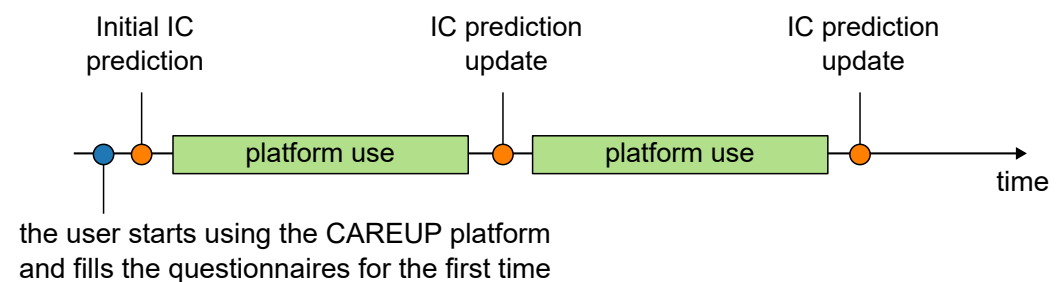 Initial IC
prediction
IC prediction
update
IC prediction
update
platform use
platform use
time
the user starts using the CAREUP platform
and fills the questionnaires for the first time